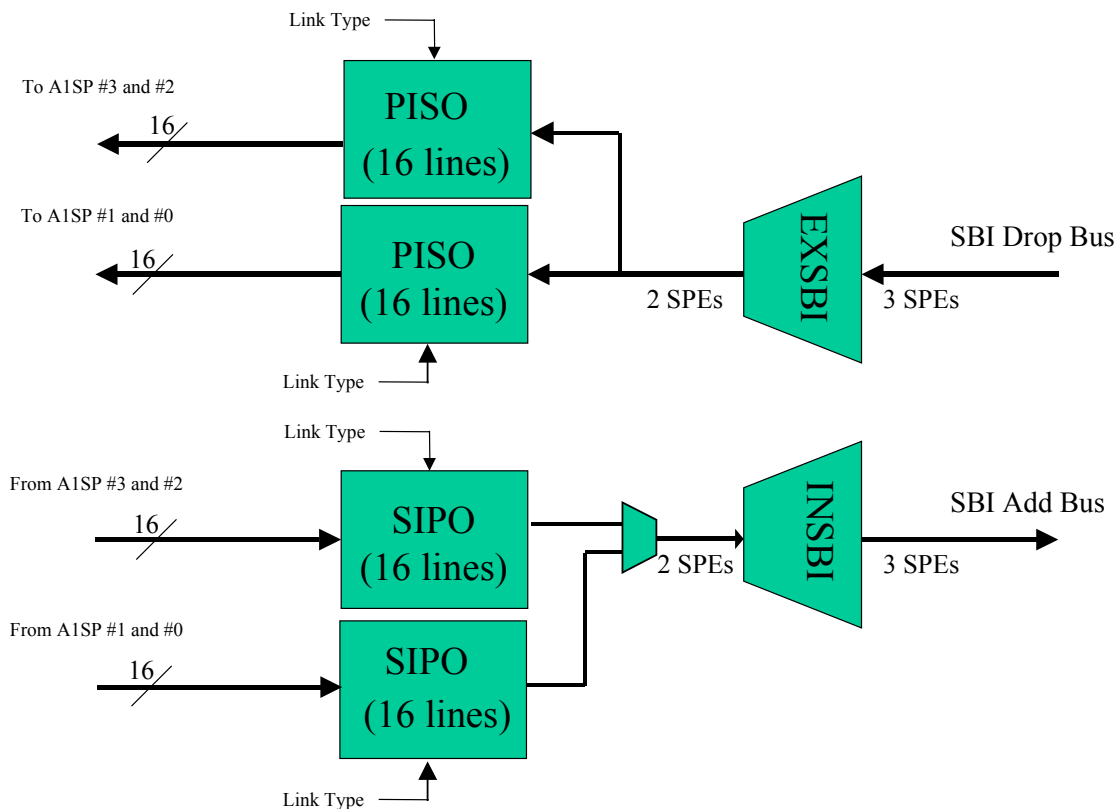 Link Type
To A1SP #3 and #2
16
PISO
(16 lines)
To A1SP #1 and #0
16
PISO
(16 lines)
2 SPEs
EXSBI
SBI Drop Bus
3 SPEs
Link Type
Link Type
From A1SP #3 and #2
16
SIPO
(16 lines)
2 SPEs
INSBI
SBI Add Bus
3 SPEs
From A1SP #1 and #0
16
SIPO
(16 lines)
Link Type